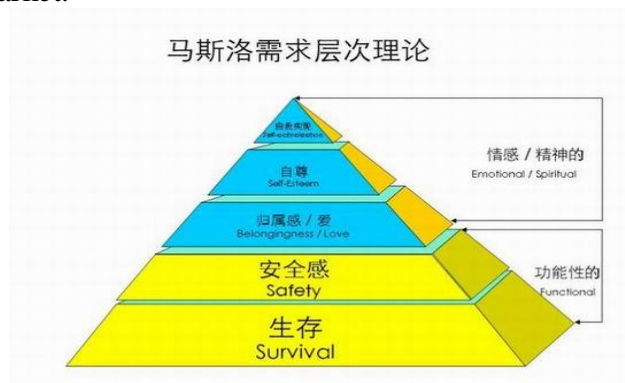 马斯洛需求层次理论
自我实现
Self-actualization
自尊
Self-Esteem
归属感 / 爱
Belongingness / Love
安全感
Safety
生存
Survival
情感 / 精神的
Emotional / Spiritual
功能性的
Functional